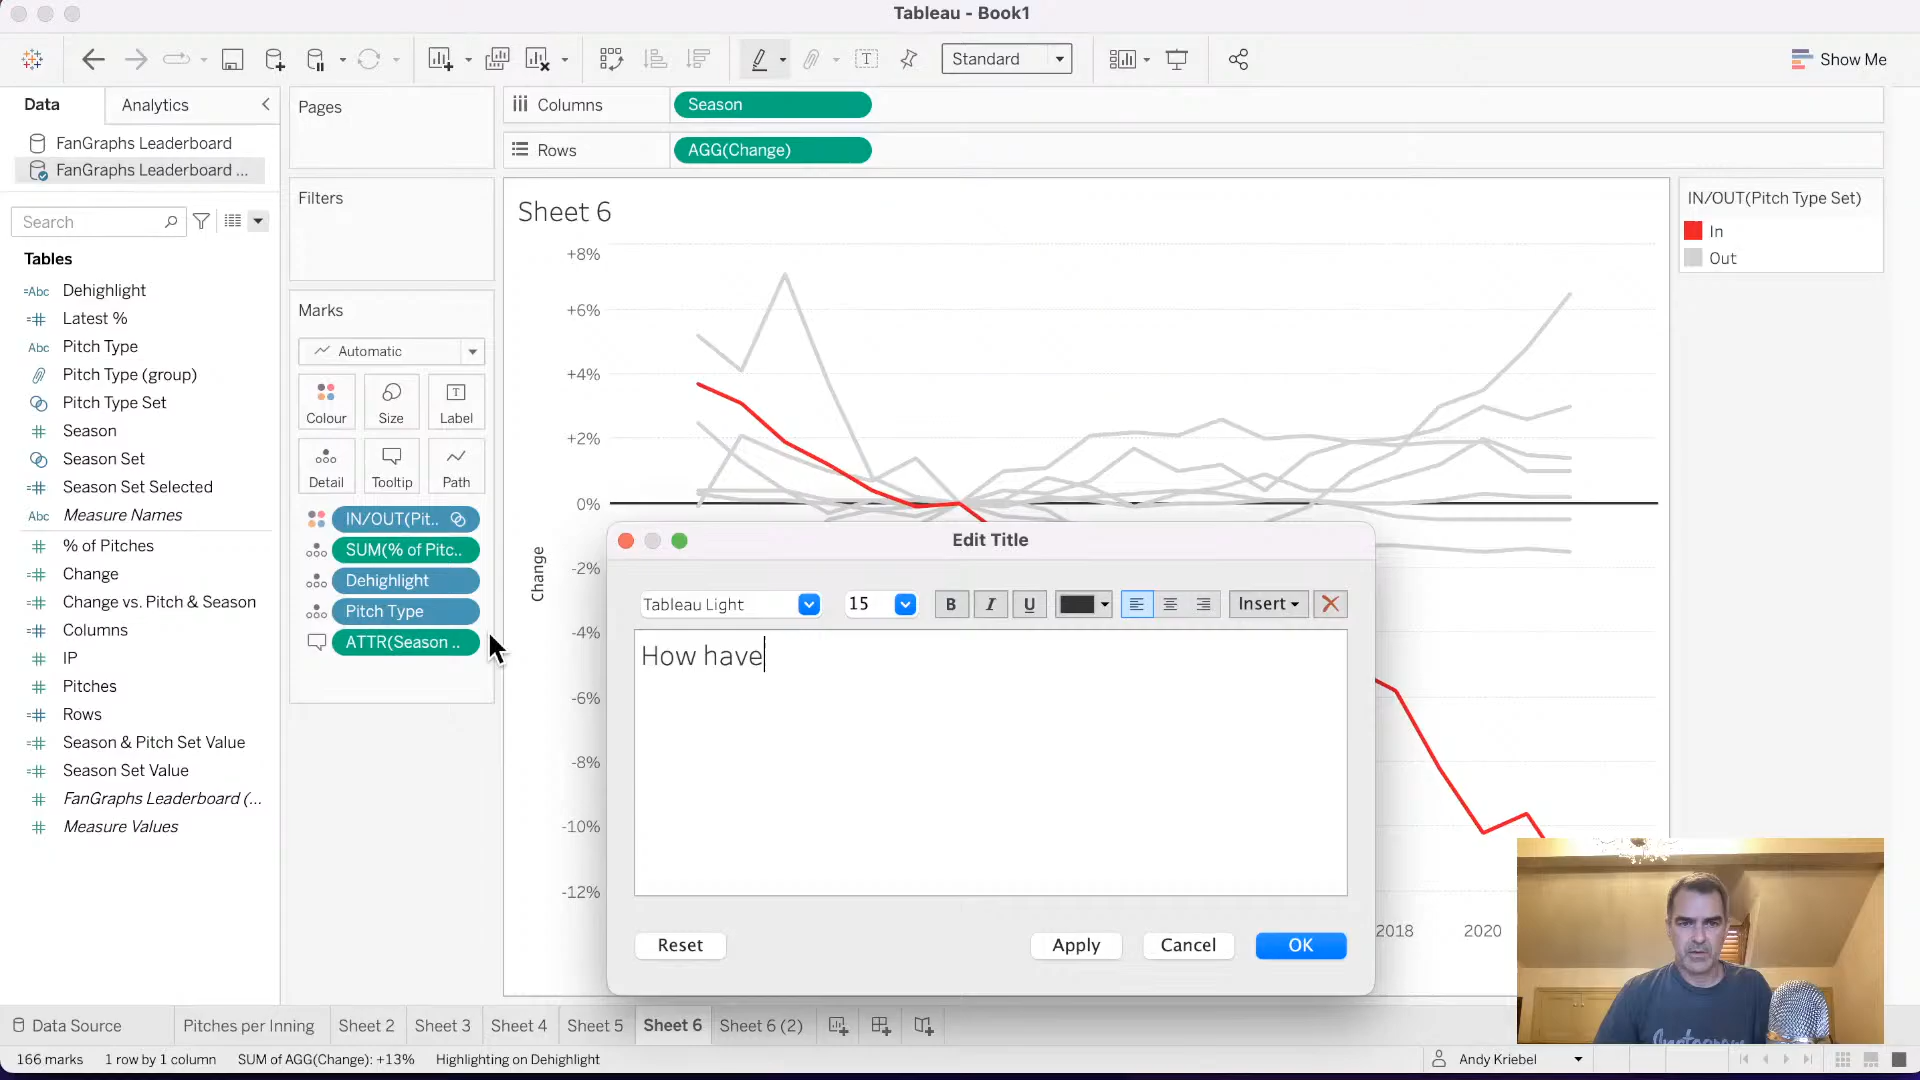 Tableau - Book1
Standard
Show Me
Data
Analytics
FanGraphs Leaderboard
FanGraphs Leaderboard ...
Search
Tables
=Abc Dehighlight
=# Latest %
Abc Pitch Type
Pitch Type (group)
Pitch Type Set
# Season
Season Set
=# Season Set Selected
Abc Measure Names
# % of Pitches
# Change
=# Change vs. Pitch & Season
=# Columns
# IP
# Pitches
=# Rows
=# Season & Pitch Set Value
=# Season Set Value
# FanGraphs Leaderboard (...
# Measure Values
Pages
Filters
Marks
Automatic
Colour
Size
Label
Detail
Tooltip
Path
IN/OUT(Pit..
SUM(% of Pitc..
Dehighlight
Pitch Type
ATTR(Season ..
Columns
Season
Rows
AGG(Change)
Sheet 6
+8%
+6%
+4%
+2%
0%
-2%
-4%
-6%
-8%
-10%
-12%
Change
2018
2020
IN/OUT(Pitch Type Set)
In
Out
Edit Title
Tableau Light
15
B
I
U
Insert
How have
Reset
Apply
Cancel
OK
Data Source
Pitches per Inning
Sheet 2
Sheet 3
Sheet 4
Sheet 5
Sheet 6
Sheet 6 (2)
166 marks
1 row by 1 column
SUM of AGG(Change): +13%
Highlighting on Dehighlight
Andy Kriebel